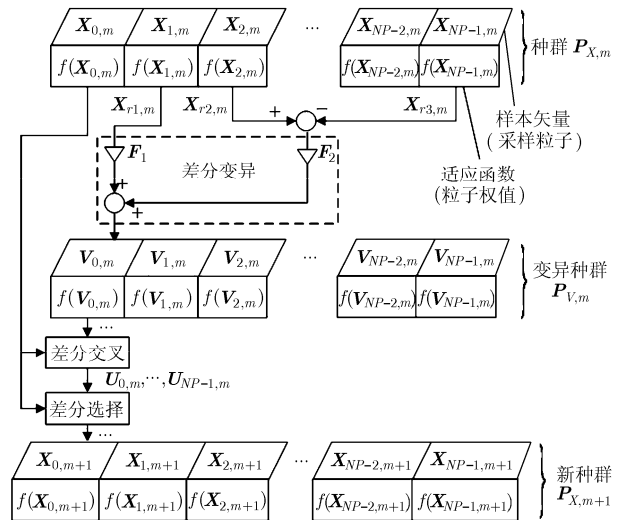 X0,m X1,m X2,m ··· XNP−2,m XNP−1,m
f(X0,m) f(X1,m) f(X2,m) f(XNP−2,m) f(XNP−1,m)
种群 PX,m
Xr1,m Xr2,m + − Xr3,m
样本矢量
(采样粒子)
F1 差分变异 F2
适应函数
(粒子权值)
+
+
V0,m V1,m V2,m ··· VNP−2,m VNP−1,m
f(V0,m) f(V1,m) f(V2,m) f(VNP−2,m) f(VNP−1,m)
变异种群
PV,m
···
差分交叉
U0,m,···,UNP−1,m
差分选择
···
X0,m+1 X1,m+1 X2,m+1 ··· XNP−2,m+1 XNP−1,m+1
f(X0,m+1) f(X1,m+1) f(X2,m+1) f(XNP−2,m+1) f(XNP−1,m+1)
新种群
PX,m+1